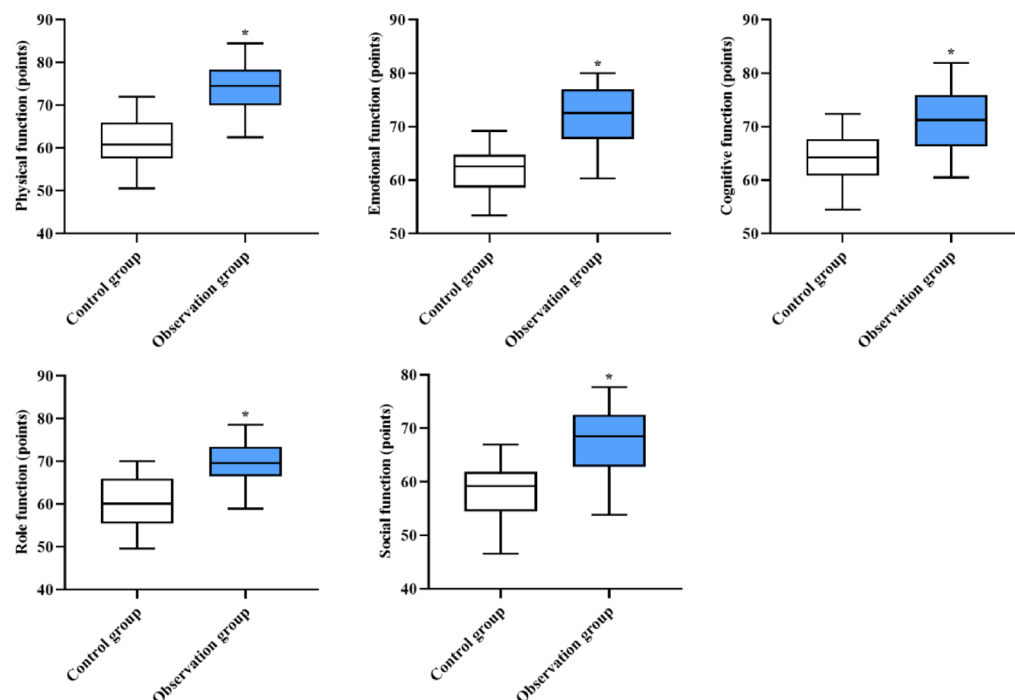 Physical function (points)
90
80
70
60
50
40
*
Control group
Observation group
Emotional function (points)
90
80
70
60
50
*
Control group
Observation group
Cognitive function (points)
90
80
70
60
50
*
Control group
Observation group
Role function (points)
90
80
70
60
50
40
*
Control group
Observation group
Social function (points)
80
70
60
50
40
*
Control group
Observation group